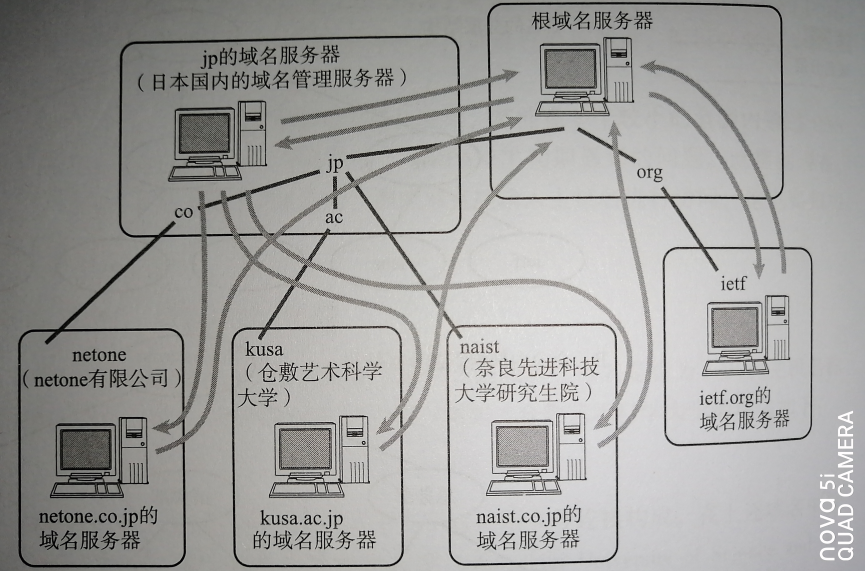 根域名服务器
jp的域名服务器
（日本国内的域名管理服务器）
jp
org
co
ac
ietf
netone
（netone有限公司）
kusa
（仓敷艺术科学
大学）
naist
（奈良先进科技
大学研究生院）
ietf.org的
域名服务器
netone.co.jp的
域名服务器
kusa.ac.jp
的域名服务器
naist.co.jp的
域名服务器
nova 5i
QUAD CAMERA